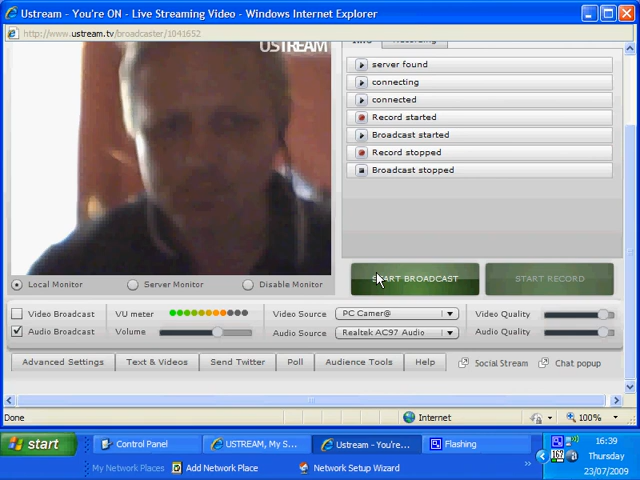 Ustream - You're ON - Live Streaming Video - Windows Internet Explorer
http://www.ustream.tv/broadcaster/1041652
USTREAM
Info Recording
server found
connecting
connected
Record started
Broadcast started
Record stopped
Broadcast stopped
START BROADCAST START RECORD
Local Monitor Server Monitor Disable Monitor
Video Broadcast VU meter Video Source PC Camer@ Video Quality
Audio Broadcast Volume Audio Source Realtek AC97 Audio Audio Quality
Advanced Settings Text & Videos Send Twitter Poll Audience Tools Help Social Stream Chat popup
Done Internet 100%
start Control Panel USTREAM, My S... Ustream - You're... Flashing 16:39
My Network Places Add Network Place Network Setup Wizard » Thursday
23/07/2009